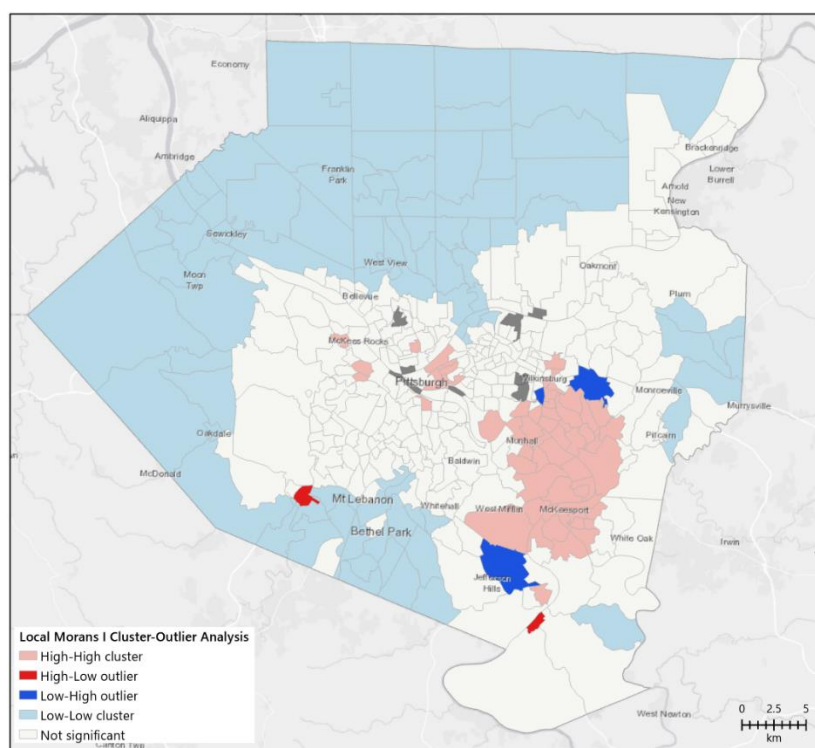 Economy
Aliquippa
Ambridge
Brackenridge
Lower
Burrell
Franklin
Park
Arnold
New
Kensington
Sewickley
Moon
Twp
West View
Oakmont
Plum
Bellevue
McKees Rocks
Pittsburgh
Wilkinsburg
Monroeville
Murrysville
Oakdale
Pitcairn
Munhall
McDonald
Baldwin
Mt Lebanon
Whitehall
West Mifflin
McKeesport
Bethel Park
White Oak
Irwin
Jefferson
Hills
West Newton
Canton Twp
Local Morans I Cluster-Outlier Analysis
High-High cluster
High-Low outlier
Low-High outlier
Low-Low cluster
Not significant
0 2.5 5
km